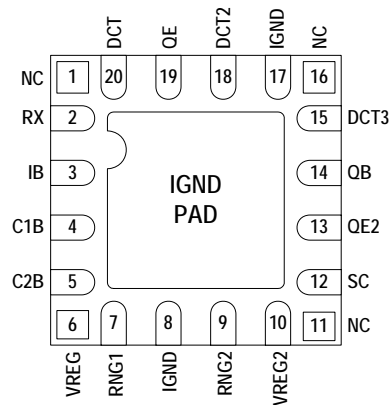 DCT QE DCT2 IGND NC
20 19 18 17 16
NC 1
RX 2
IB 3
C1B 4
C2B 5
6
VREG
15 DCT3
14 QB
13 QE2
12 SC
11 NC
IGND
PAD
7 8 9 10
RNG1 IGND RNG2 VREG2